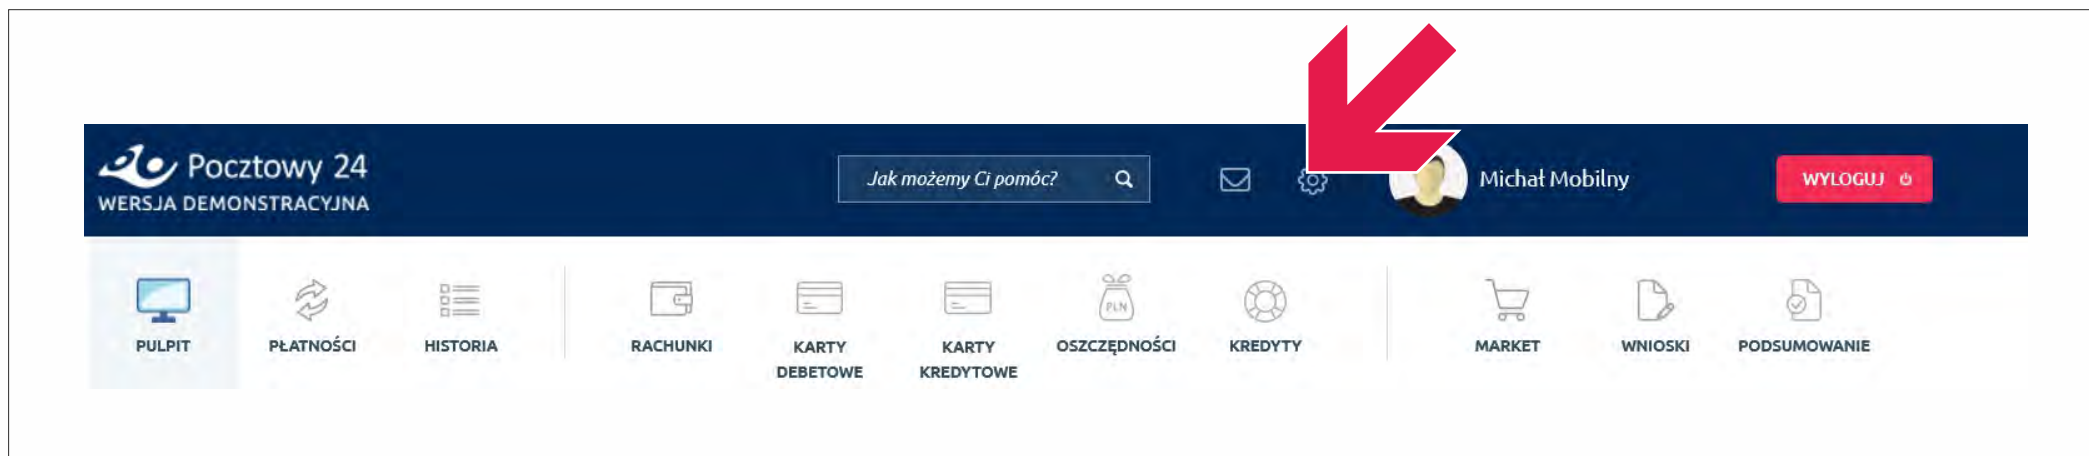 Pocztowy 24
WERSJA DEMONSTRACYJNA
Jak możemy Ci pomóc?
Michał Mobilny
WYLOGUJ
PULPIT
PŁATNOŚCI
HISTORIA
RACHUNKI
KARTY
DEBETOWE
KARTY
KREDYTOWE
PLN
OSZCZĘDNOŚCI
KREDYTY
MARKET
WNIOSKI
PODSUMOWANIE